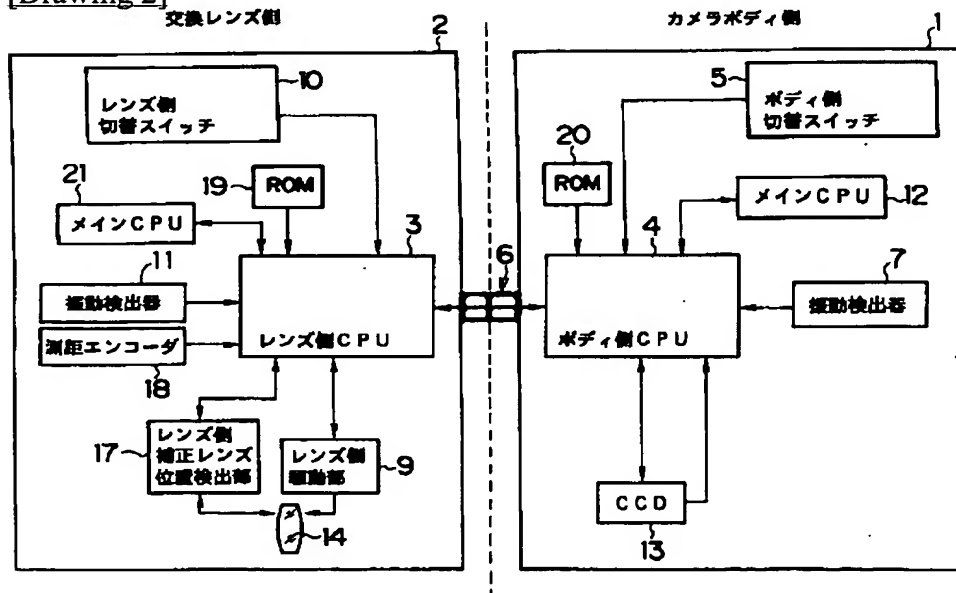 [Drawing 2]
交換レンズ側
カメラボディ側
2
1
10
レンズ側
切替スイッチ
5
ボディ側
切替スイッチ
21
メインCPU
19
ROM
20
ROM
メインCPU
12
3
レンズ側CPU
6
4
ボディ側CPU
11
振動検出器
測距エンコーダ
18
7
振動検出器
17
レンズ側
補正レンズ
位置検出部
レンズ側
駆動部
9
14
CCD
13